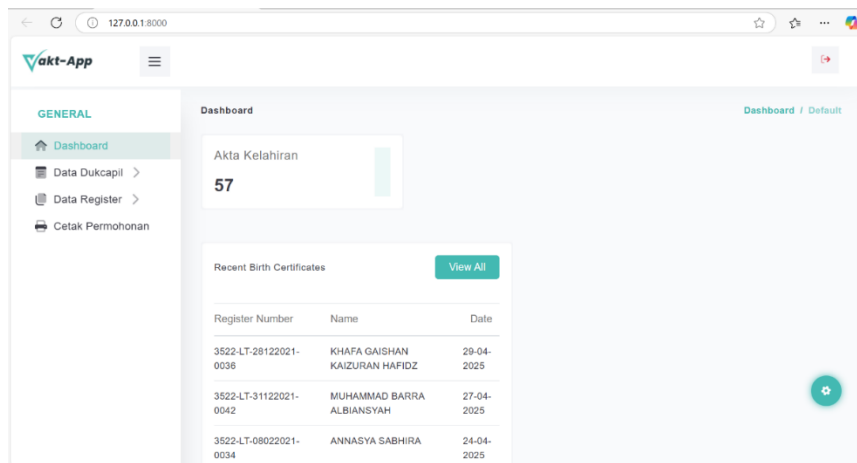 127.0.0.1:8000
Vakt-App
GENERAL
Dashboard
Data Dukcapil
Data Register
Cetak Permohonan
Dashboard
Dashboard / Default
Akta Kelahiran
57
Recent Birth Certificates
View All
Register Number Name Date
3522-LT-28122021- KHAFA GAISHAN 29-04-
0036 KAIZURAN HAFIDZ 2025
3522-LT-31122021- MUHAMMAD BARRA 27-04-
0042 ALBIANSYAH 2025
3522-LT-08022021- ANNASYA SABHIRA 24-04-
0034 2025